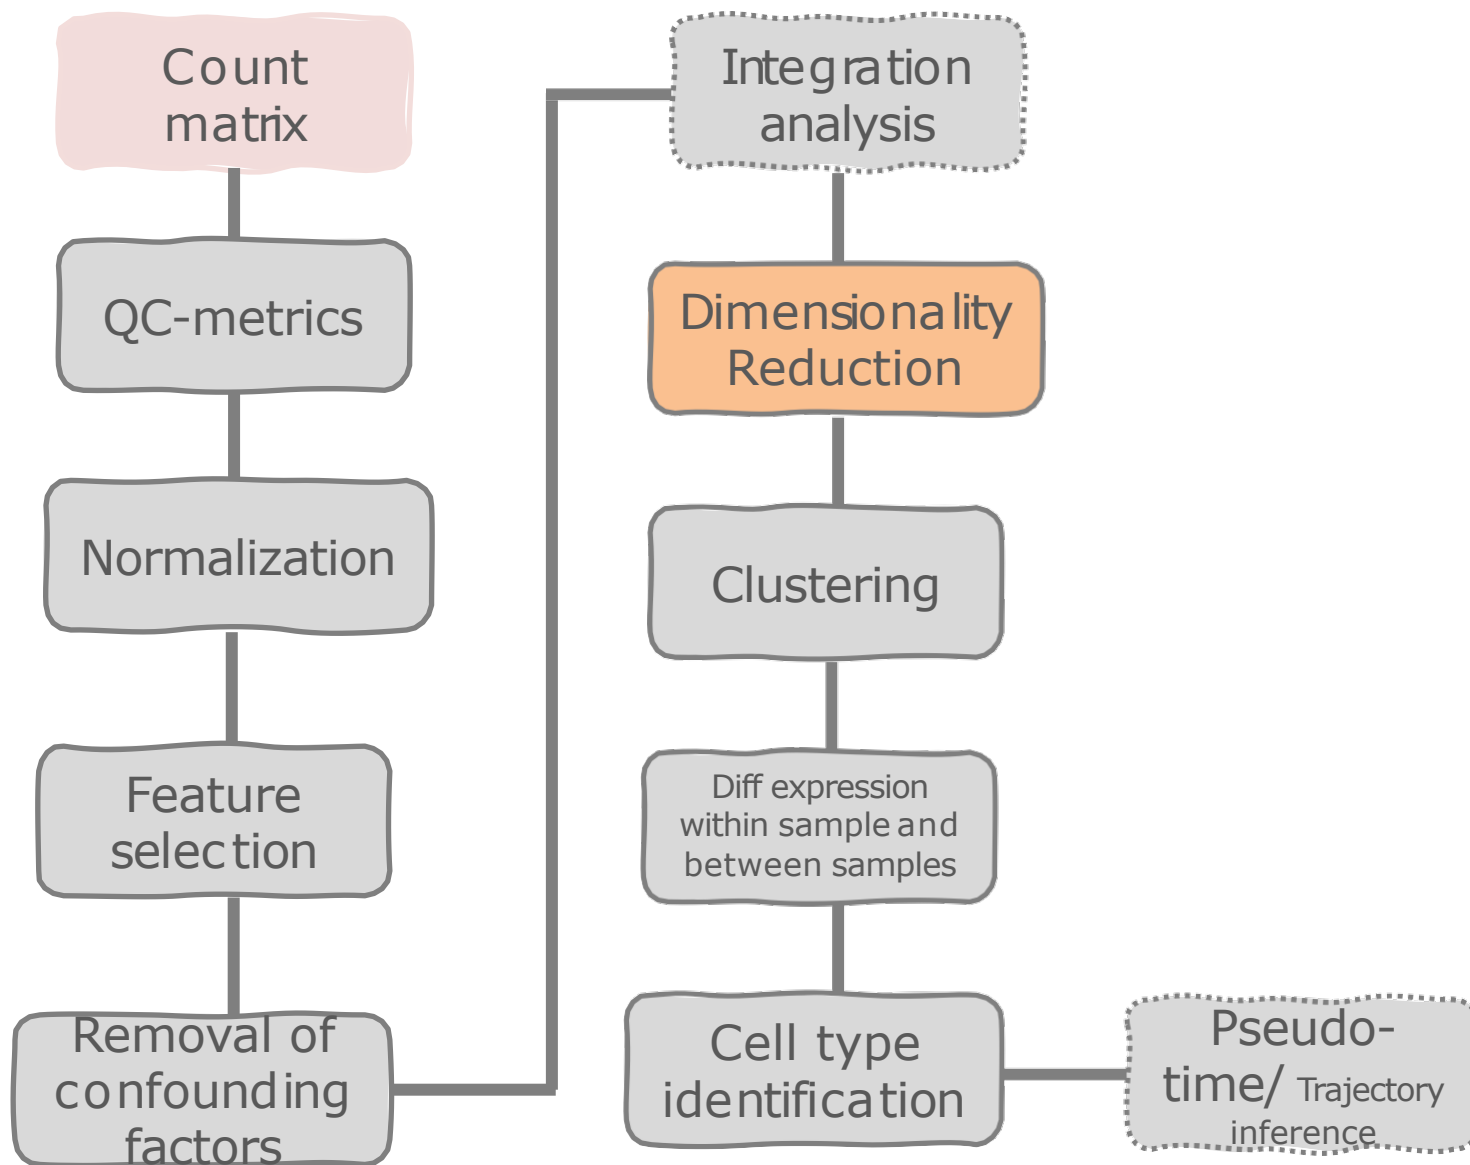 Count
matrix
QC-metrics
Normalization
Feature
selection
Removal of
confounding
factors
Integration
analysis
Dimensionality
Reduction
Clustering
Diff expression
within sample and
between samples
Cell type
identification
Pseudo-
time/ Trajectory
inference